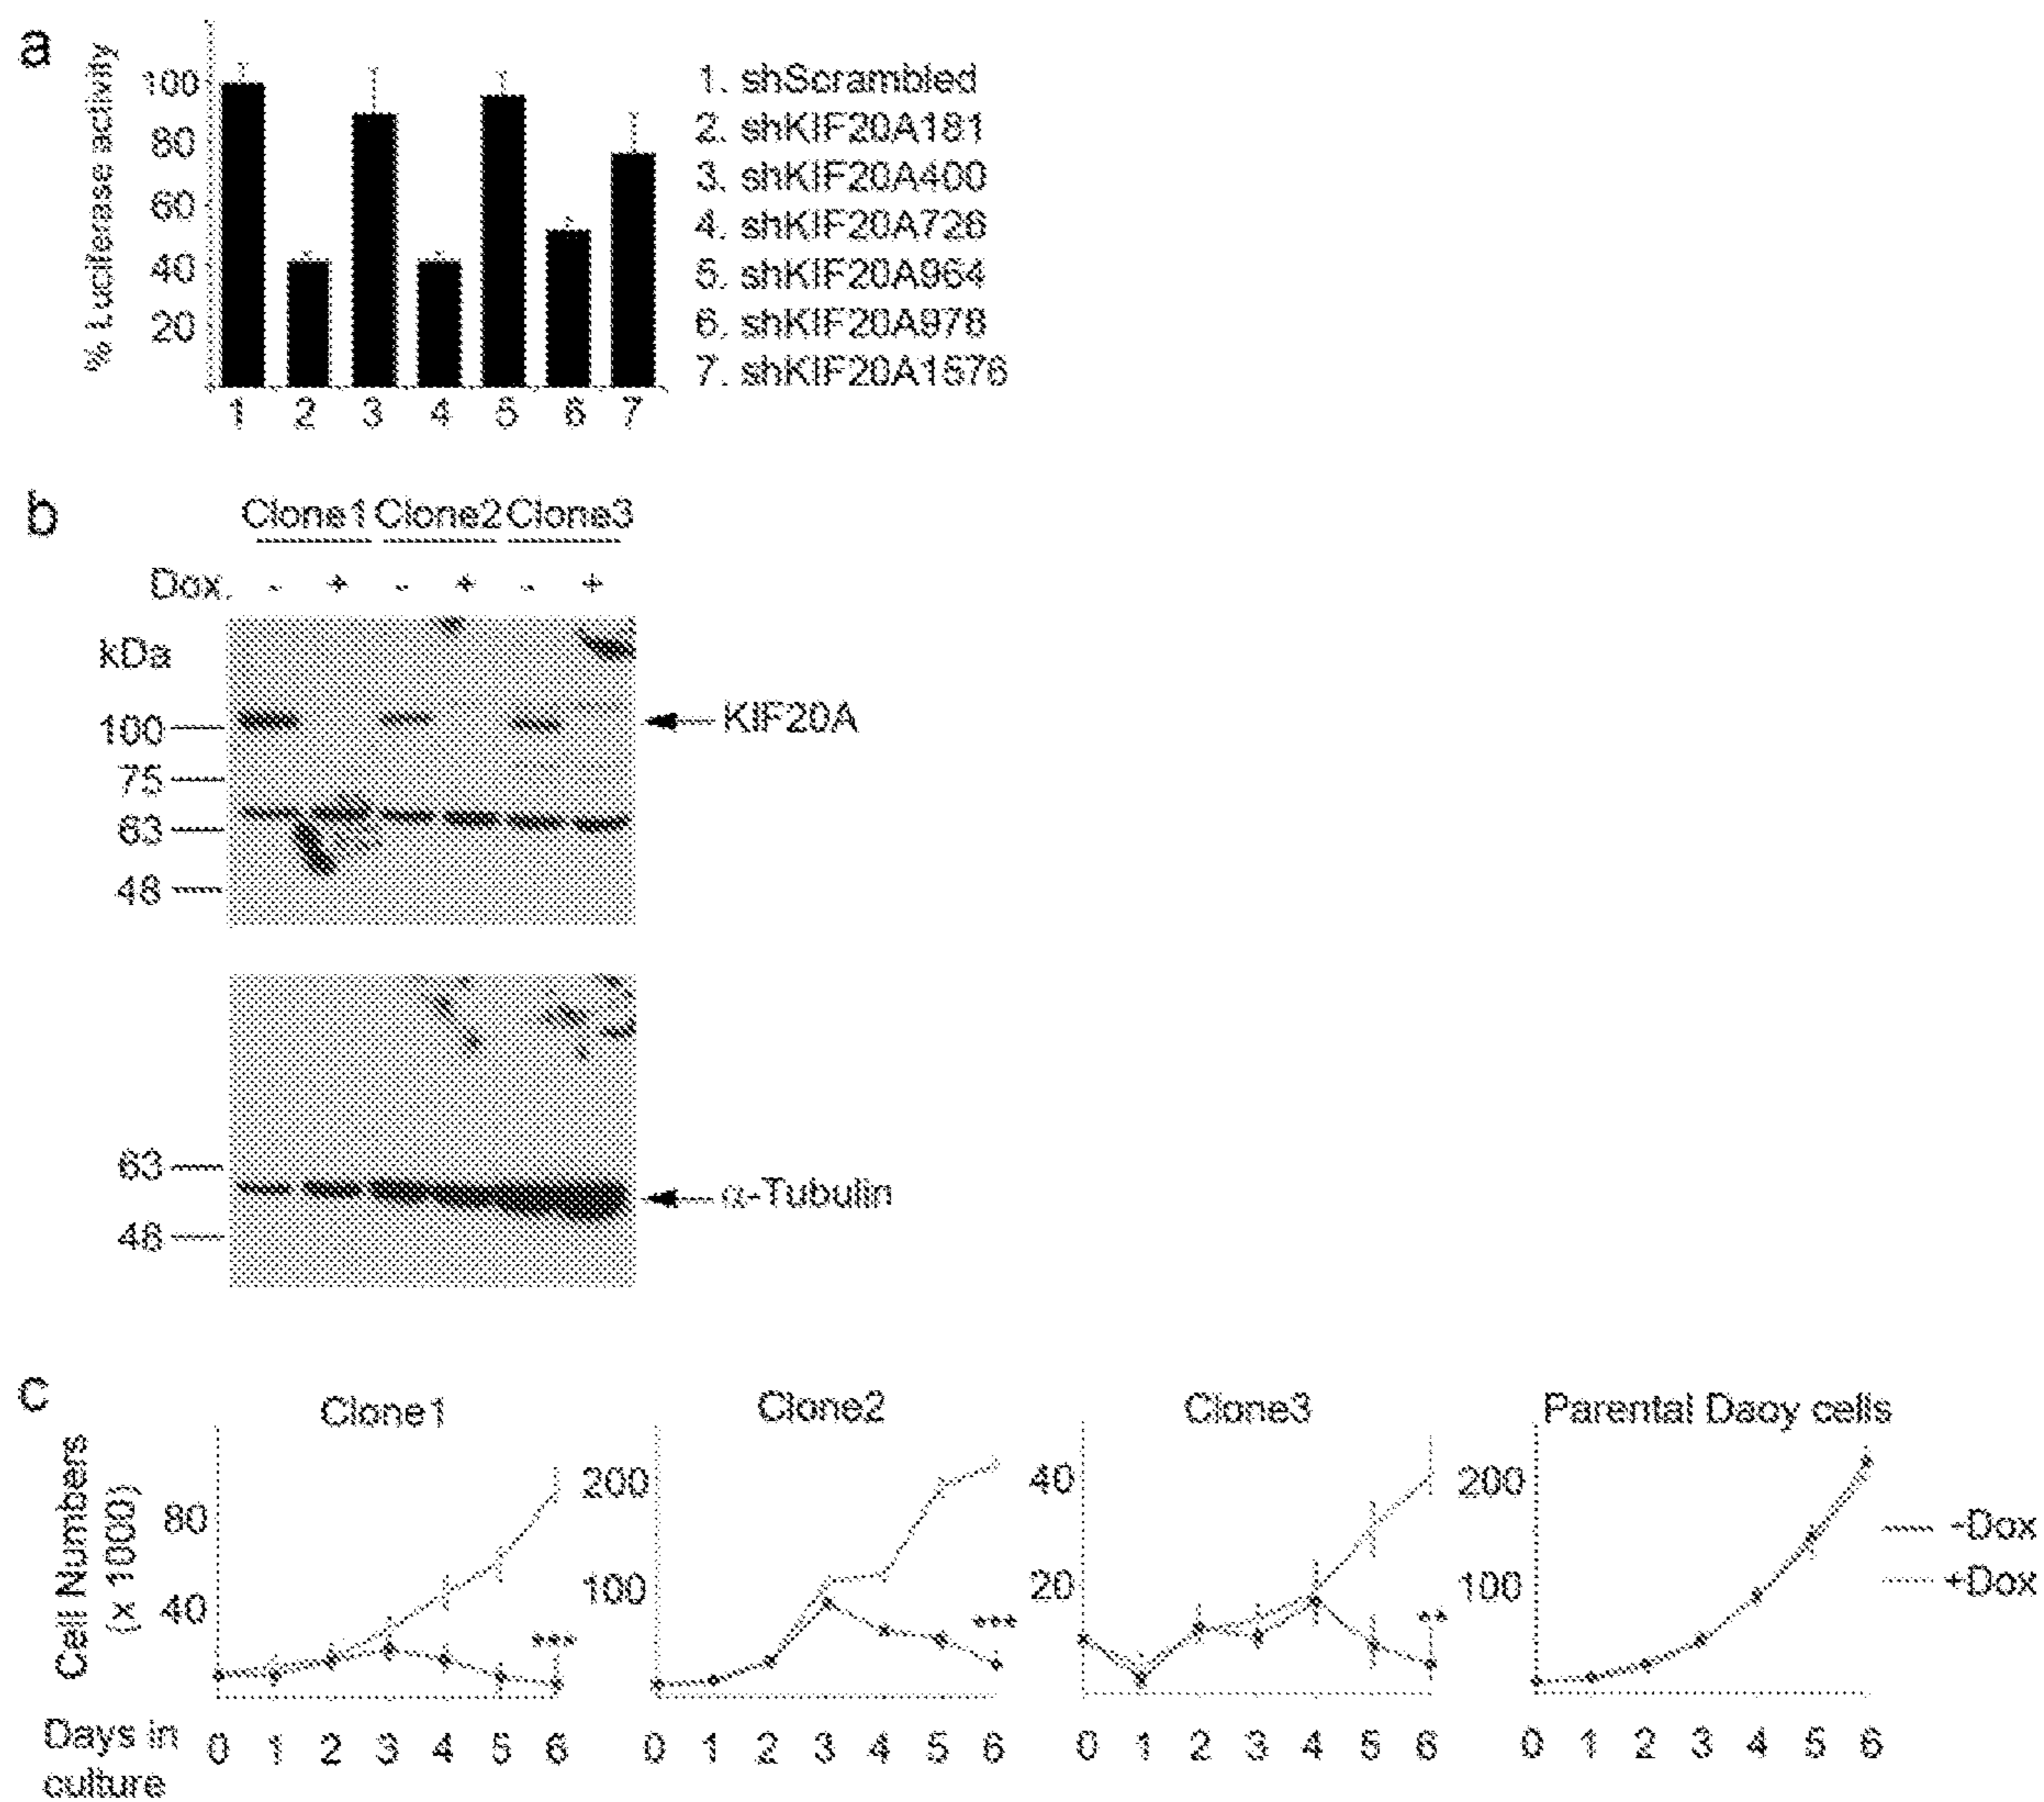 a
% Luciferase activity
100
80
60
40
20
1 2 3 4 5 6 7
1. shScrambled
2. shKIF20A181
3. shKIF20A400
4. shKIF20A726
5. shKIF20A964
6. shKIF20A978
7. shKIF20A1576
b
Clone1 Clone2 Clone3
Dox. - + - + - +
kDa
100
75
63
48
KIF20A
63
48
α-Tubulin
c
Cell Numbers
(x 1000)
Clone1
80
40
***
0 1 2 3 4 5 6
Clone2
200
100
***
0 1 2 3 4 5 6
Clone3
40
20
**
0 1 2 3 4 5 6
Parental Daoy cells
200
100
0 1 2 3 4 5 6
-Dox
+Dox
Days in
culture